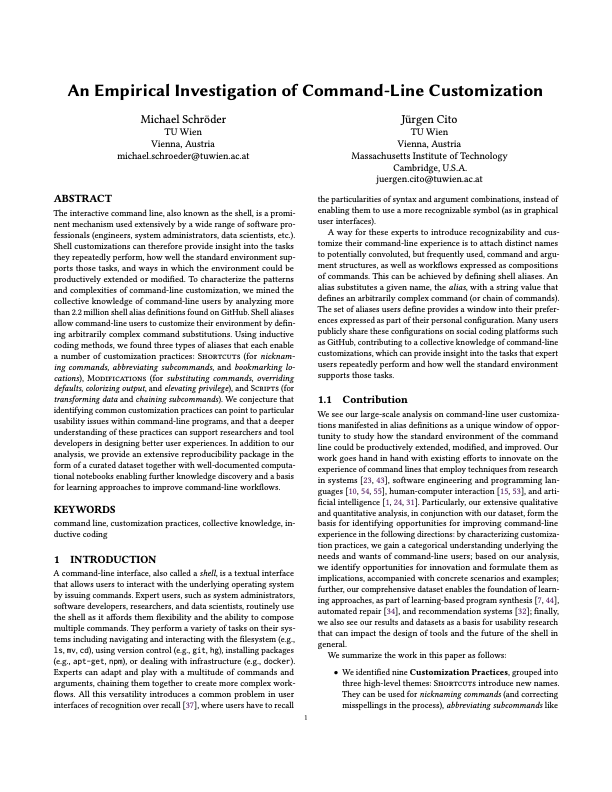 An Empirical Investigation of Command-Line Customization
Michael Schröder
TU Wien
Vienna, Austria
michael.schroeder@tuwien.ac.at
Jürgen Cito
TU Wien
Vienna, Austria
Massachusetts Institute of Technology
Cambridge, U.S.A.
juergen.cito@tuwien.ac.at
ABSTRACT
The interactive command line, also known as the shell, is a promi-
nent mechanism used extensively by a wide range of software pro-
fessionals (engineers, system administrators, data scientists, etc.).
Shell customizations can therefore provide insight into the tasks
they repeatedly perform, how well the standard environment sup-
ports those tasks, and ways in which the environment could be
productively extended or modified. To characterize the patterns
and complexities of command-line customization, we mined the
collective knowledge of command-line users by analyzing more
than 2.2 million shell alias definitions found on GitHub. Shell aliases
allow command-line users to customize their environment by defin-
ing arbitrarily complex command substitutions. Using inductive
coding methods, we found three types of aliases that each enable
a number of customization practices: Shortcuts (for nicknam-
ing commands, abbreviating subcommands, and bookmarking lo-
cations), Modifications (for substituting commands, overriding
defaults, colorizing output, and elevating privilege), and Scripts (for
transforming data and chaining subcommands). We conjecture that
identifying common customization practices can point to particular
usability issues within command-line programs, and that a deeper
understanding of these practices can support researchers and tool
developers in designing better user experiences. In addition to our
analysis, we provide an extensive reproducibility package in the
form of a curated dataset together with well-documented computa-
tional notebooks enabling further knowledge discovery and a basis
for learning approaches to improve command-line workflows.
KEYWORDS
command line, customization practices, collective knowledge, in-
ductive coding
1 INTRODUCTION
A command-line interface, also called a shell, is a textual interface
that allows users to interact with the underlying operating system
by issuing commands. Expert users, such as system administrators,
software developers, researchers, and data scientists, routinely use
the shell as it affords them flexibility and the ability to compose
multiple commands. They perform a variety of tasks on their sys-
tems including navigating and interacting with the filesystem (e.g.,
ls, mv, cd), using version control (e.g., git, hg), installing packages
(e.g., apt-get, npm), or dealing with infrastructure (e.g., docker).
Experts can adapt and play with a multitude of commands and
arguments, chaining them together to create more complex work-
flows. All this versatility introduces a common problem in user
interfaces of recognition over recall [37], where users have to recall
the particularities of syntax and argument combinations, instead of
enabling them to use a more recognizable symbol (as in graphical
user interfaces).
A way for these experts to introduce recognizability and cus-
tomize their command-line experience is to attach distinct names
to potentially convoluted, but frequently used, command and argu-
ment structures, as well as workflows expressed as compositions
of commands. This can be achieved by defining shell aliases. An
alias substitutes a given name, the alias, with a string value that
defines an arbitrarily complex command (or chain of commands).
The set of aliases users define provides a window into their prefer-
ences expressed as part of their personal configuration. Many users
publicly share these configurations on social coding platforms such
as GitHub, contributing to a collective knowledge of command-line
customizations, which can provide insight into the tasks that expert
users repeatedly perform and how well the standard environment
supports those tasks.
1.1 Contribution
We see our large-scale analysis on command-line user customiza-
tions manifested in alias definitions as a unique window of oppor-
tunity to study how the standard environment of the command
line could be productively extended, modified, and improved. Our
work goes hand in hand with existing efforts to innovate on the
experience of command lines that employ techniques from research
in systems [23, 43], software engineering and programming lan-
guages [10, 54, 55], human-computer interaction [15, 53], and arti-
ficial intelligence [1, 24, 31]. Particularly, our extensive qualitative
and quantitative analysis, in conjunction with our dataset, form the
basis for identifying opportunities for improving command-line
experience in the following directions: by characterizing customiza-
tion practices, we gain a categorical understanding underlying the
needs and wants of command-line users; based on our analysis,
we identify opportunities for innovation and formulate them as
implications, accompanied with concrete scenarios and examples;
further, our comprehensive dataset enables the foundation of learn-
ing approaches, as part of learning-based program synthesis [7, 44],
automated repair [34], and recommendation systems [32]; finally,
we also see our results and datasets as a basis for usability research
that can impact the design of tools and the future of the shell in
general.
We summarize the work in this paper as follows:
• We identified nine Customization Practices, grouped into
three high-level themes: Shortcuts introduce new names.
They can be used for nicknaming commands (and correcting
misspellings in the process), abbreviating subcommands like
1